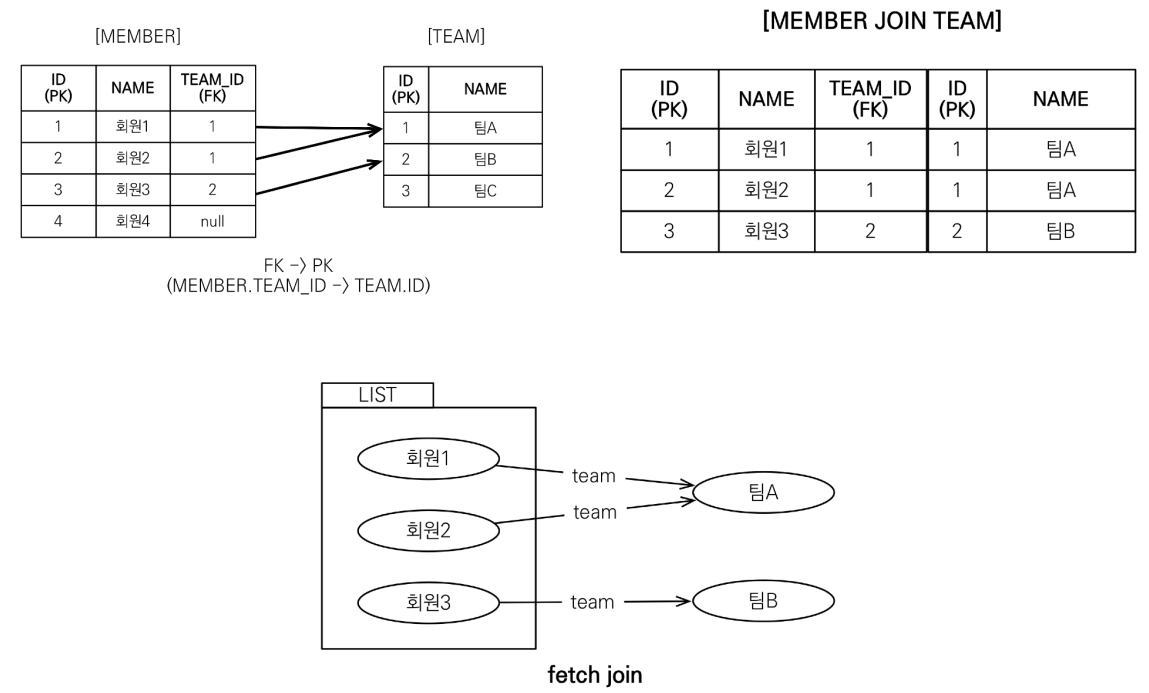 [MEMBER]
ID (PK) NAME TEAM_ID (FK)
1 회원1 1
2 회원2 1
3 회원3 2
4 회원4 null
[TEAM]
ID (PK) NAME
1 팀A
2 팀B
3 팀C
FK -> PK
(MEMBER.TEAM_ID -> TEAM.ID)
[MEMBER JOIN TEAM]
ID (PK) NAME TEAM_ID (FK) ID (PK) NAME
1 회원1 1 1 팀A
2 회원2 1 1 팀A
3 회원3 2 2 팀B
LIST
회원1 team 팀A
회원2 team
회원3 team 팀B
fetch join